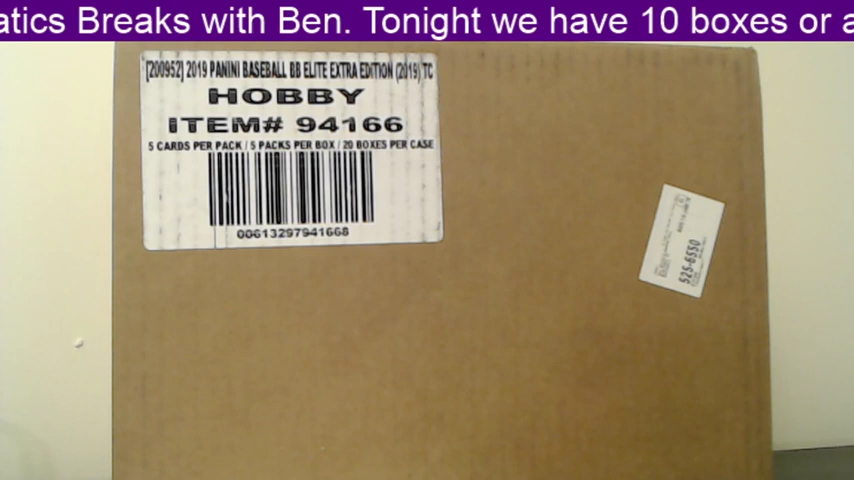 atics Breaks with Ben. Tonight we have 10 boxes or a
[200952] 2019 PANINI BASEBALL BB ELITE EXTRA EDITION (2019) TC
HOBBY
ITEM# 94166
5 CARDS PER PACK / 5 PACKS PER BOX / 20 BOXES PER CASE
00613297941668
525-6550